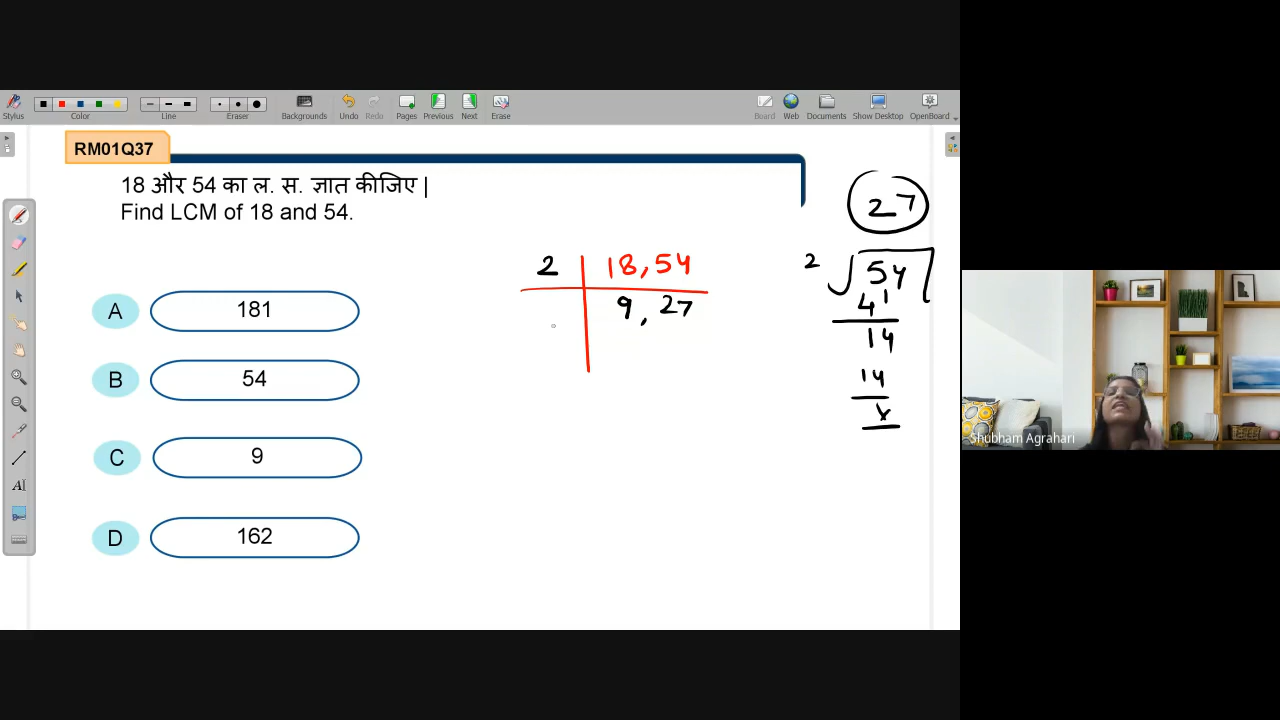 Stylus
Color
Line
Eraser
Backgrounds
Undo
Redo
Pages
Previous
Next
Erase
Board
Web
Documents
Show Desktop
OpenBoard
RM01Q37
18 और 54 का ल. स. ज्ञात कीजिए |
Find LCM of 18 and 54.
A 181
B 54
C 9
D 162
2 18, 54
9, 27
27
2 54
4
14
14
x
AI
Shubham Agrahari